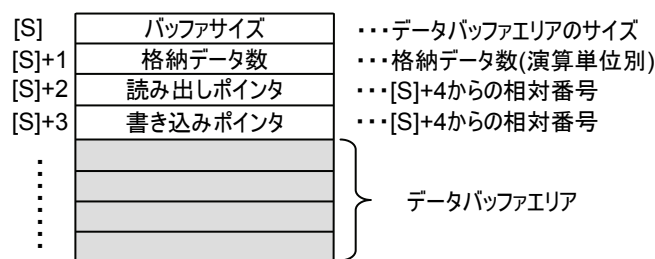 [S] バッファサイズ ・・・データバッファエリアのサイズ
[S]+1 格納データ数 ・・・格納データ数(演算単位別)
[S]+2 読み出しポインタ ・・・[S]+4からの相対番号
[S]+3 書き込みポインタ ・・・[S]+4からの相対番号
データバッファエリア